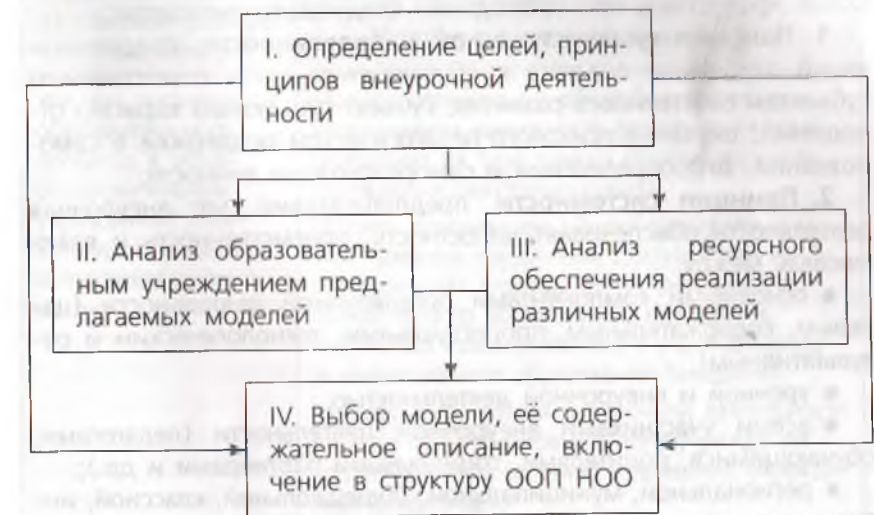 I. Определение целей, прин-
ципов внеурочной деятель-
ности
II. Анализ образователь-
ным учреждением пред-
лагаемых моделей
III. Анализ ресурсного
обеспечения реализации
различных моделей
IV. Выбор модели, её содер-
жательное описание, вклю-
чение в структуру ООП НОО